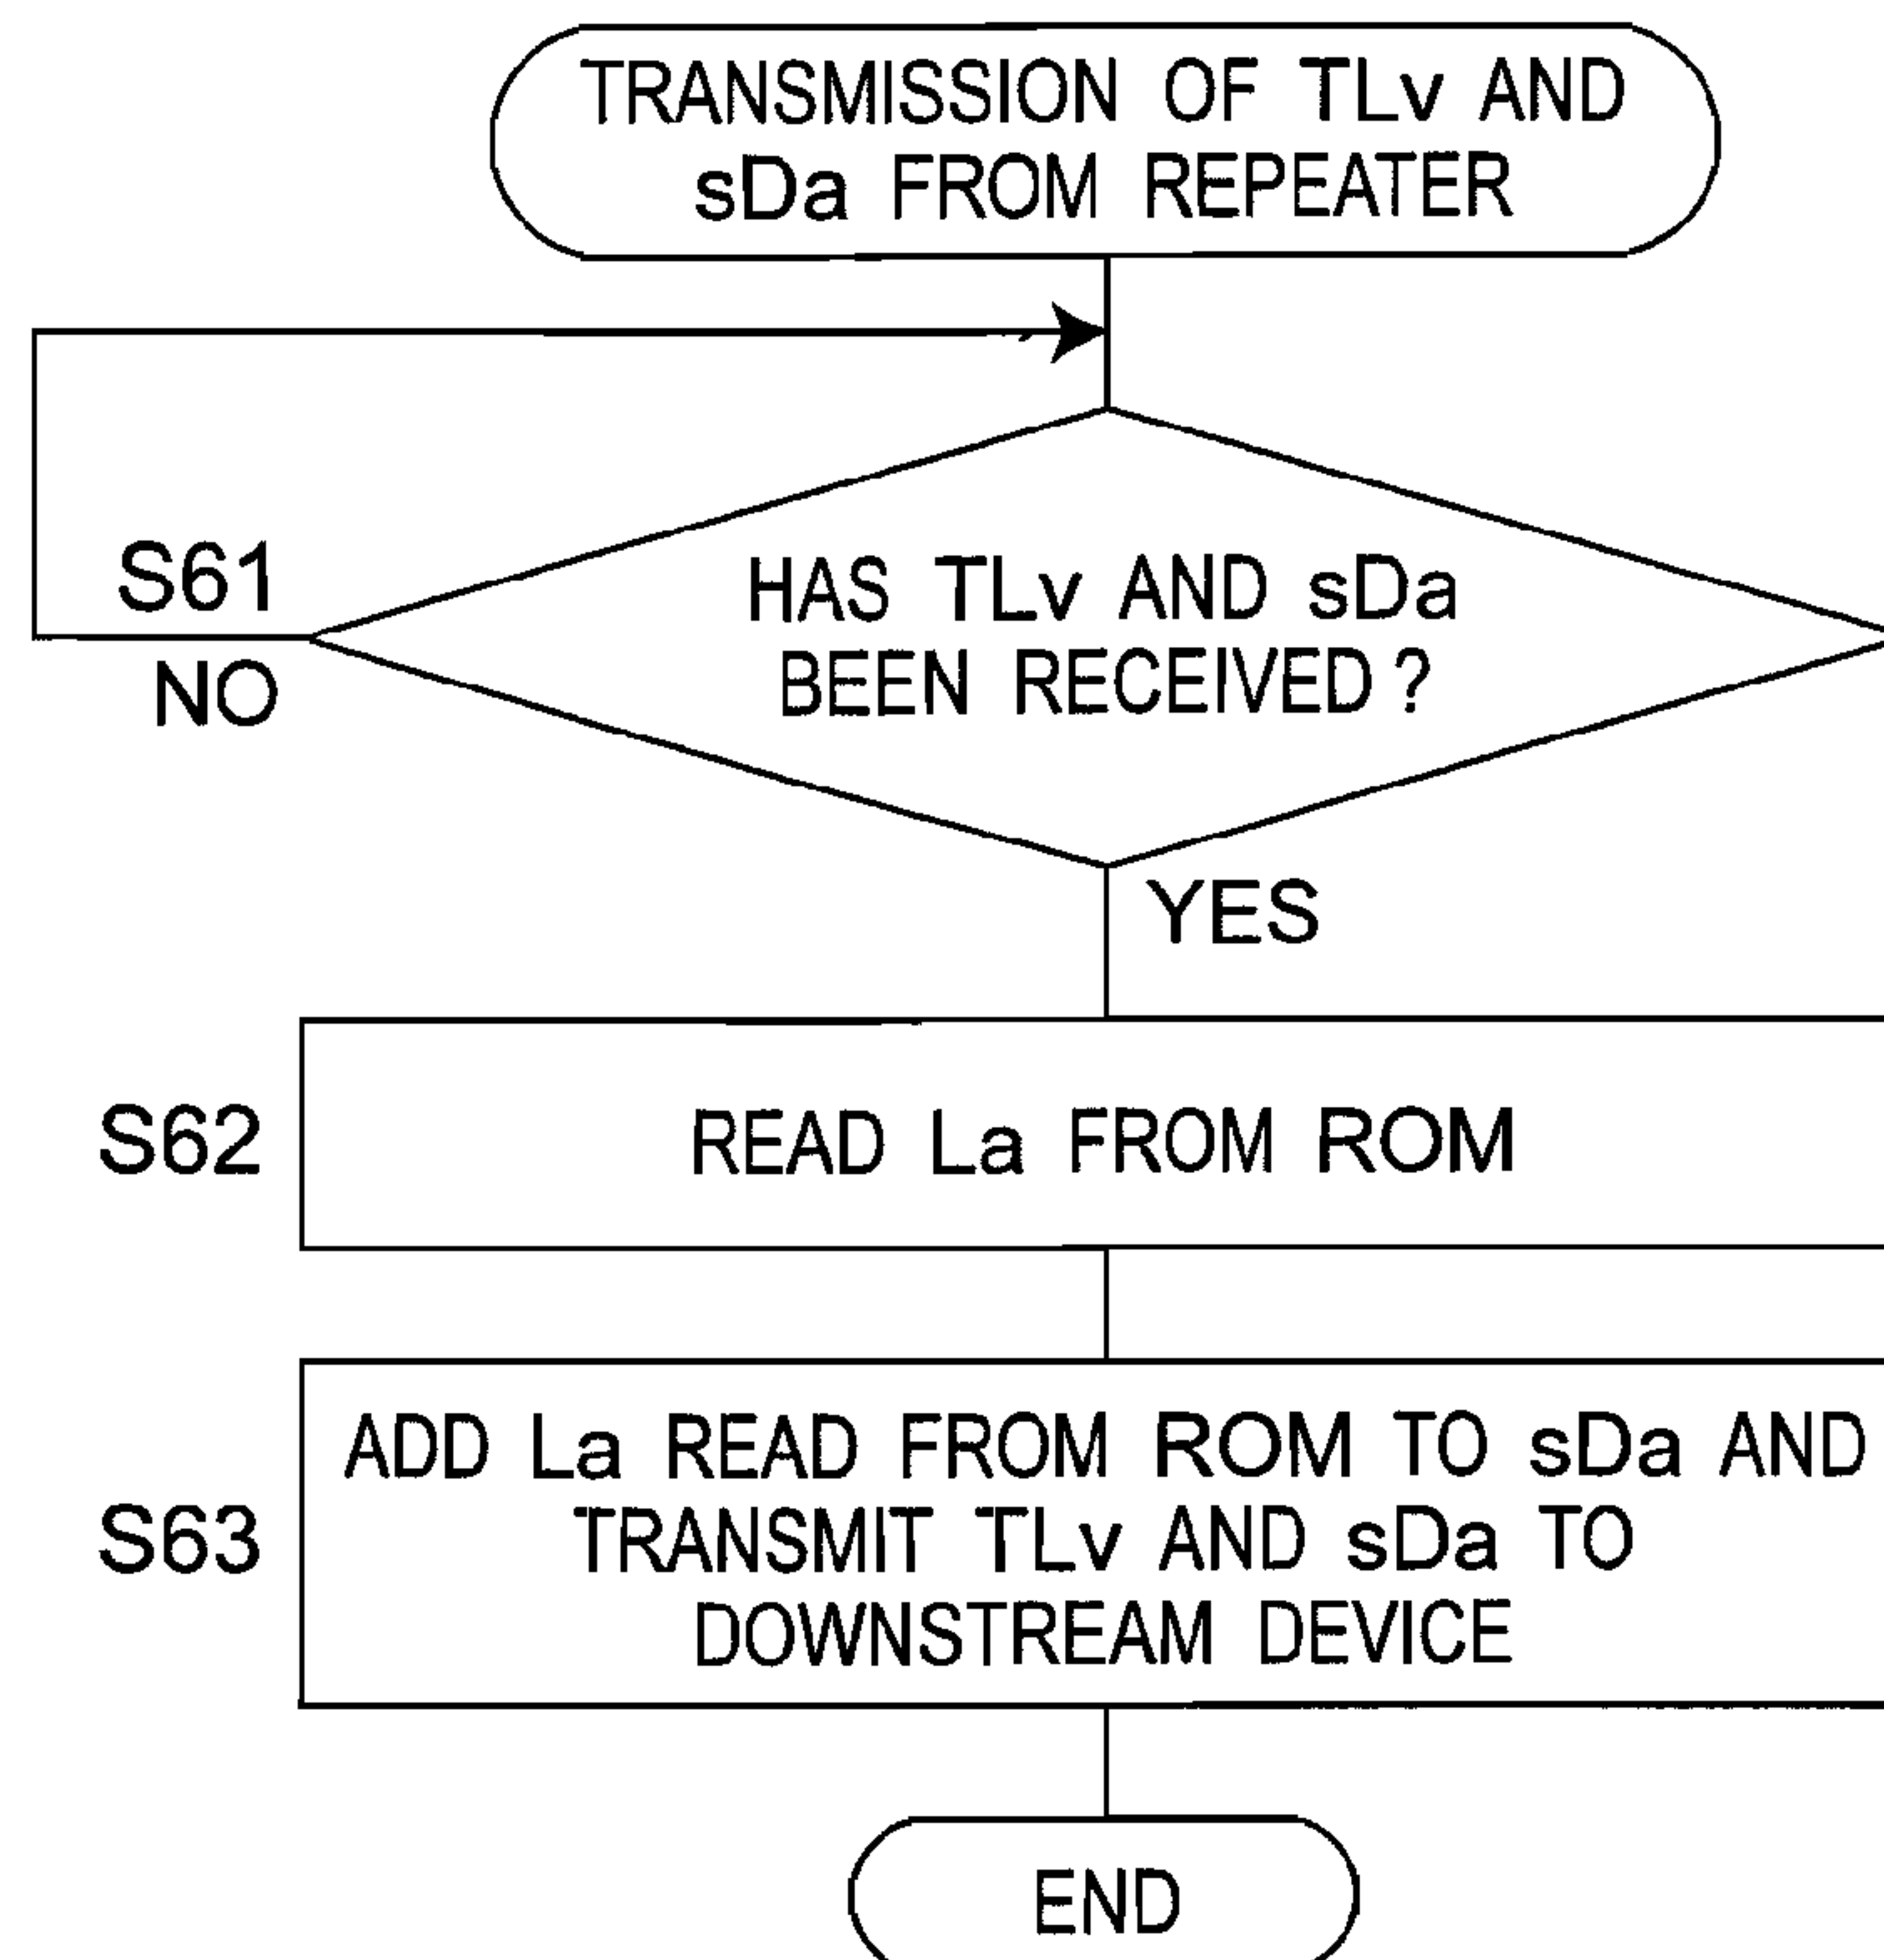 TRANSMISSION OF TLv AND
sDa FROM REPEATER
S61
HAS TLv AND sDa
BEEN RECEIVED?
NO
YES
S62
READ La FROM ROM
S63
ADD La READ FROM ROM TO sDa AND
TRANSMIT TLv AND sDa TO
DOWNSTREAM DEVICE
END